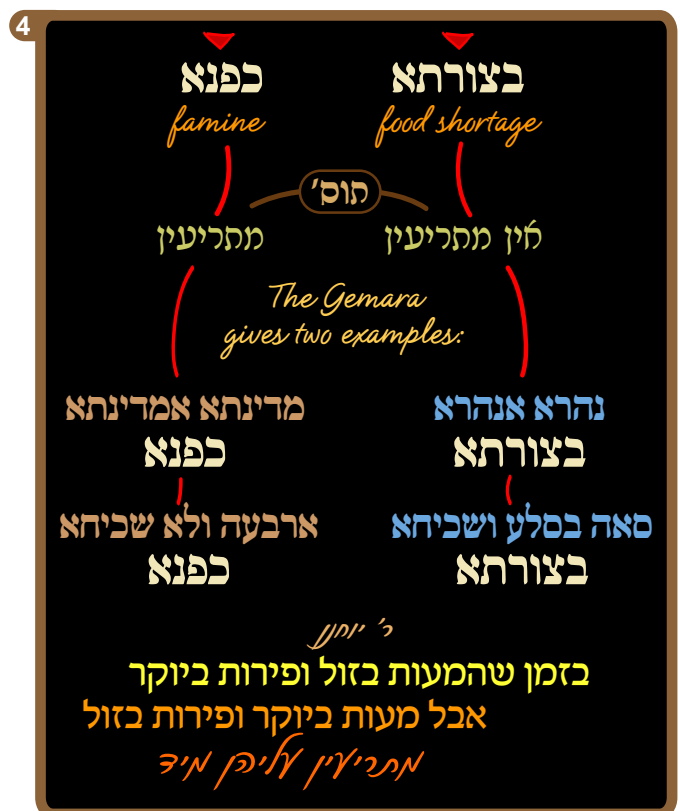 4
בצורתא כפנא
food shortage famine
תוס'
אין מתריעין מתריעין
The Gemara
gives two examples:
נהרא אנהרא מדינתא אמדינתא
בצורתא כפנא
סאה בסלע ושכיחא ארבעה ולא שכיחא
בצורתא כפנא
ר' יוחנן
בזמן שהמעות בזול ופירות ביוקר
אבל מעות ביוקר ופירות בזול
מתריעין עליהן מיד